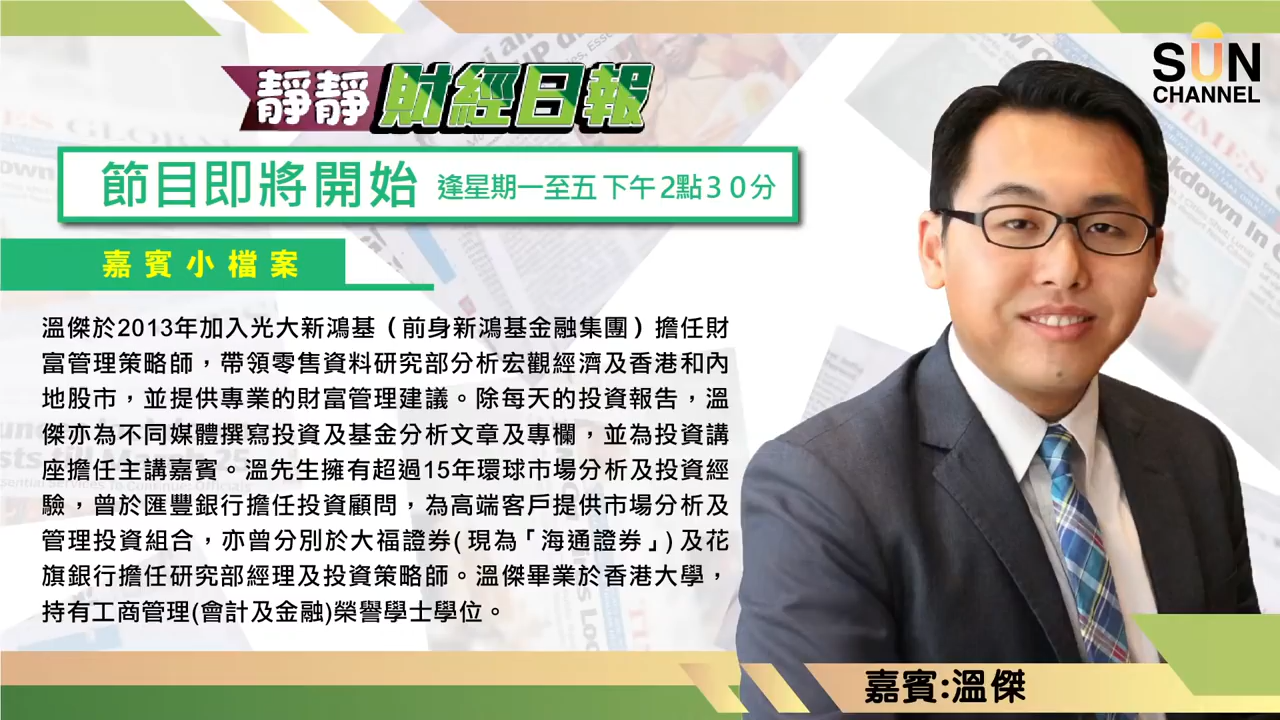 SUN
CHANNEL
靜靜財經日報
節目即將開始 逢星期一至五 下午2點30分
嘉賓小檔案
溫傑於2013年加入光大新鴻基（前身新鴻基金融集團）擔任財
富管理策略師，帶領零售資料研究部分析宏觀經濟及香港和內
地股市，並提供專業的財富管理建議。除每天的投資報告，溫
傑亦為不同媒體撰寫投資及基金分析文章及專欄，並為投資講
座擔任主講嘉賓。溫先生擁有超過15年環球市場分析及投資經
驗，曾於匯豐銀行擔任投資顧問，為高端客戶提供市場分析及
管理投資組合，亦曾分別於大福證券(現為「海通證券」)及花
旗銀行擔任研究部經理及投資策略師。溫傑畢業於香港大學，
持有工商管理(會計及金融)榮譽學士學位。
嘉賓:溫傑